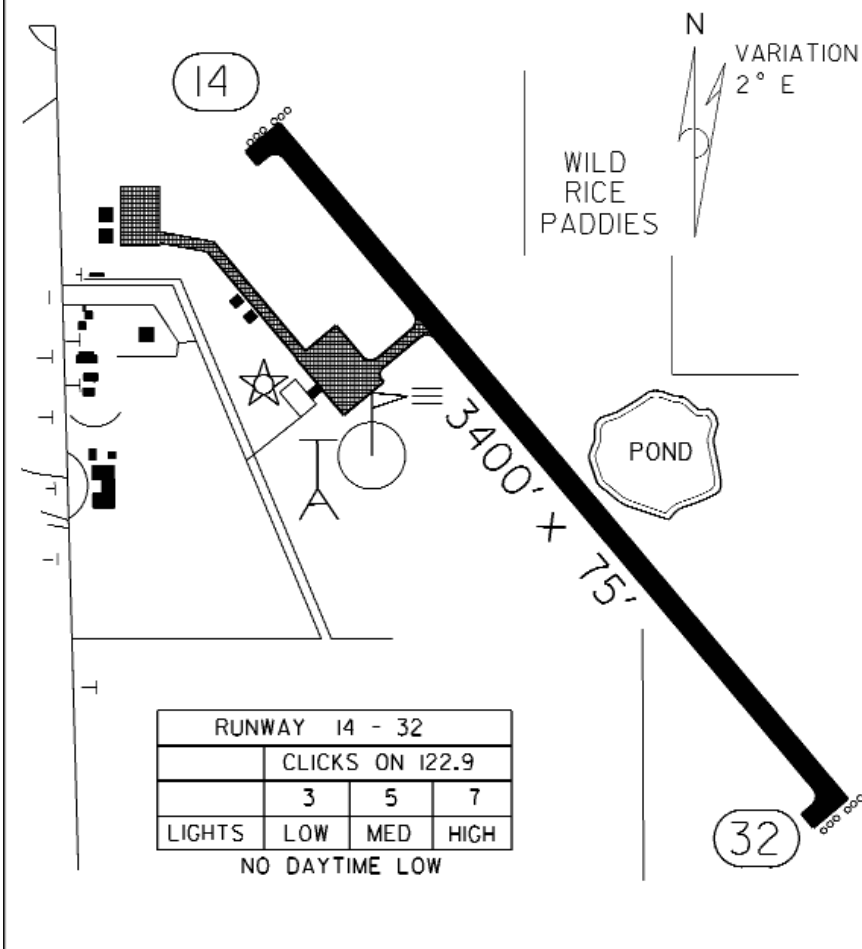 N
VARIATION
2° E
14
WILD
RICE
PADDIES
POND
3400' x 75'
RUNWAY 14 - 32
CLICKS ON 122.9
3 5 7
LIGHTS LOW MED HIGH
NO DAYTIME LOW
32